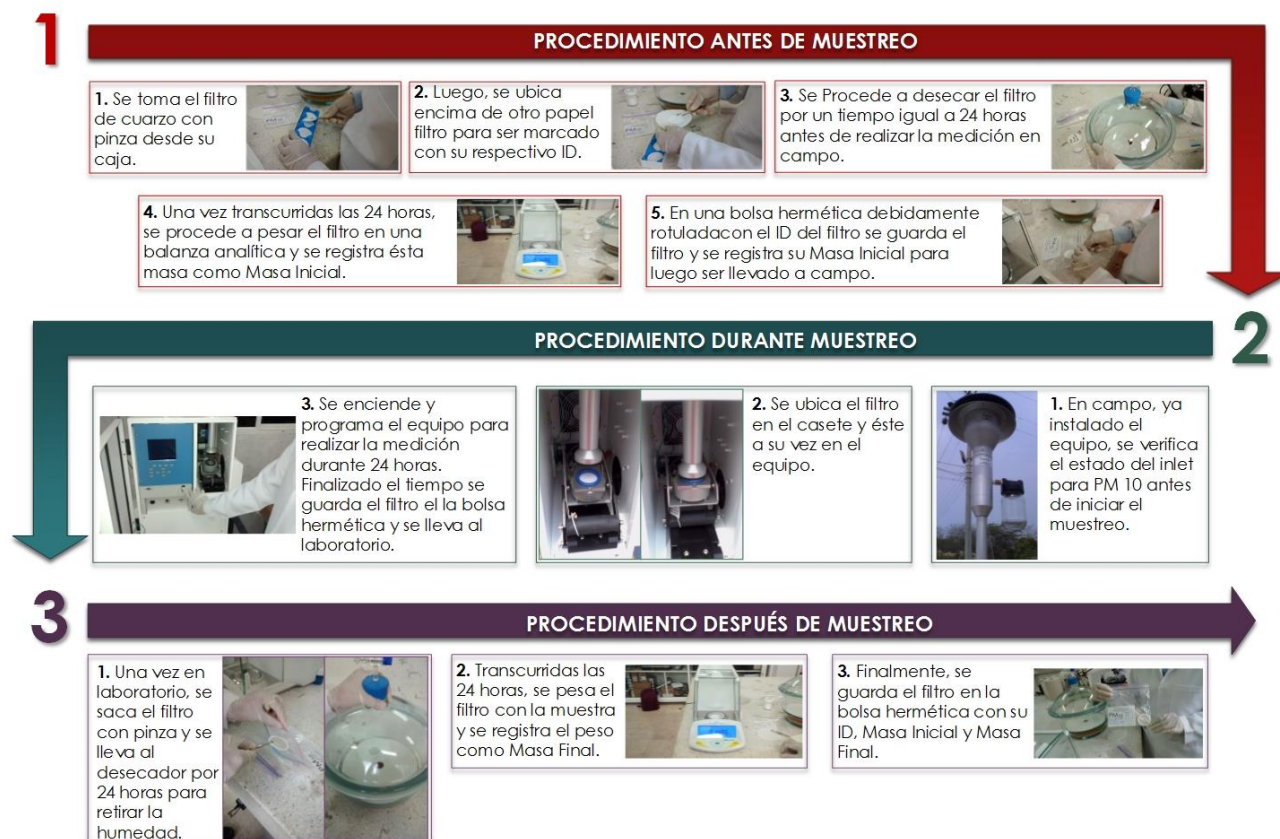 1
PROCEDIMIENTO ANTES DE MUESTREO
1. Se toma el filtro
de cuarzo con
pinza desde su
caja.
2. Luego, se ubica
encima de otro papel
filtro para ser marcado
con su respectivo ID.
3. Se Procede a desecar el filtro
por un tiempo igual a 24 horas
antes de realizar la medición en
campo.
4. Una vez transcurridas las 24 horas,
se procede a pesar el filtro en una
balanza analítica y se registra ésta
masa como Masa Inicial.
5. En una bolsa hermética debidamente
rotuladacon el ID del filtro se guarda el
filtro y se registra su Masa Inicial para
luego ser llevado a campo.
2
PROCEDIMIENTO DURANTE MUESTREO
1. En campo, ya
instalado el
equipo, se verifica
el estado del inlet
para PM 10 antes
de iniciar el
muestreo.
2. Se ubica el filtro
en el casete y éste
a su vez en el
equipo.
3. Se enciende y
programa el equipo para
realizar la medición
durante 24 horas.
Finalizado el tiempo se
guarda el filtro el la bolsa
hermética y se lleva al
laboratorio.
3
PROCEDIMIENTO DESPUÉS DE MUESTREO
1. Una vez en
laboratorio, se
saca el filtro
con pinza y se
lleva al
desecador por
24 horas para
retirar la
humedad.
2. Transcurridas las
24 horas, se pesa el
filtro con la muestra
y se registra el peso
como Masa Final.
3. Finalmente, se
guarda el filtro en la
bolsa hermética con su
ID, Masa Inicial y Masa
Final.